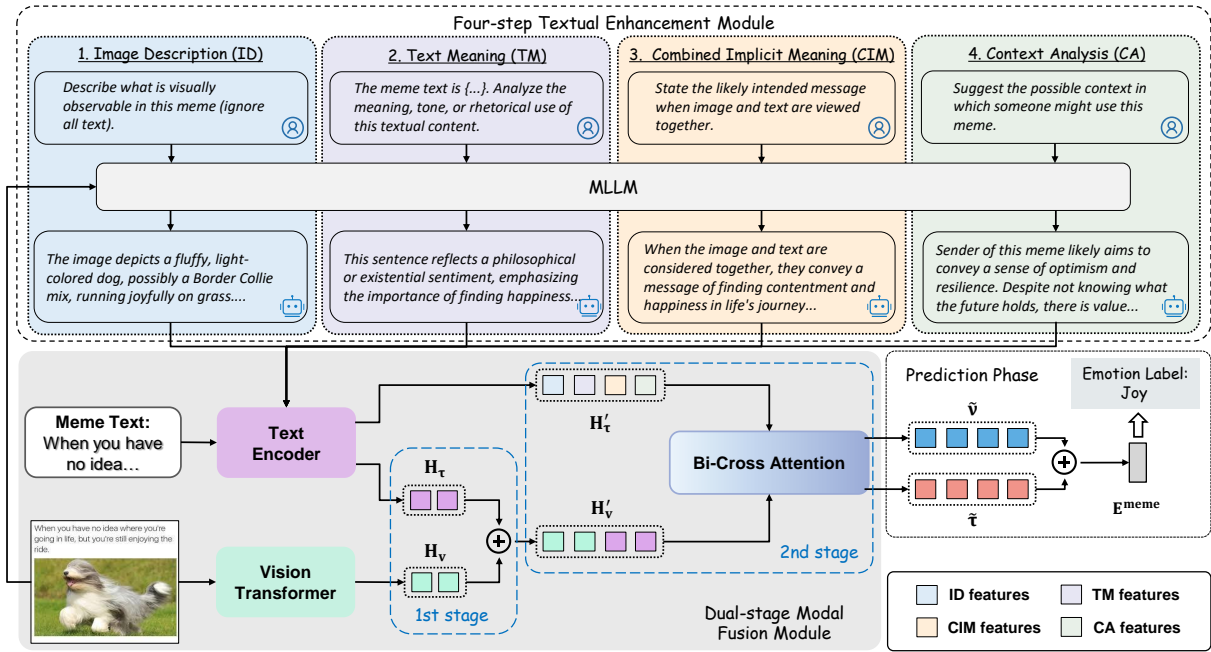 Four-step Textual Enhancement Module
1. Image Description (ID)
Describe what is visually
observable in this meme (ignore
all text).
2. Text Meaning (TM)
The meme text is {...}. Analyze the
meaning, tone, or rhetorical use of
this textual content.
3. Combined Implicit Meaning (CIM)
State the likely intended message
when image and text are viewed
together.
4. Context Analysis (CA)
Suggest the possible context in
which someone might use this
meme.
MLLM
The image depicts a fluffy, light-
colored dog, possibly a Border Collie
mix, running joyfully on grass....
This sentence reflects a philosophical
or existential sentiment, emphasizing
the importance of finding happiness...
When the image and text are
considered together, they convey a
message of finding contentment and
happiness in life's journey...
Sender of this meme likely aims to
convey a sense of optimism and
resilience. Despite not knowing what
the future holds, there is value...
Meme Text:
When you have
no idea…
Text
Encoder
When you have no idea where you're
going in life, but you're still enjoying the
ride.
Vision
Transformer
H_τ
H_v
1st stage
H′_τ
H′_v
Bi-Cross Attention
2nd stage
Dual-stage Modal
Fusion Module
Prediction Phase
Emotion Label:
Joy
ṽ
τ̃
E^meme
ID features
TM features
CIM features
CA features